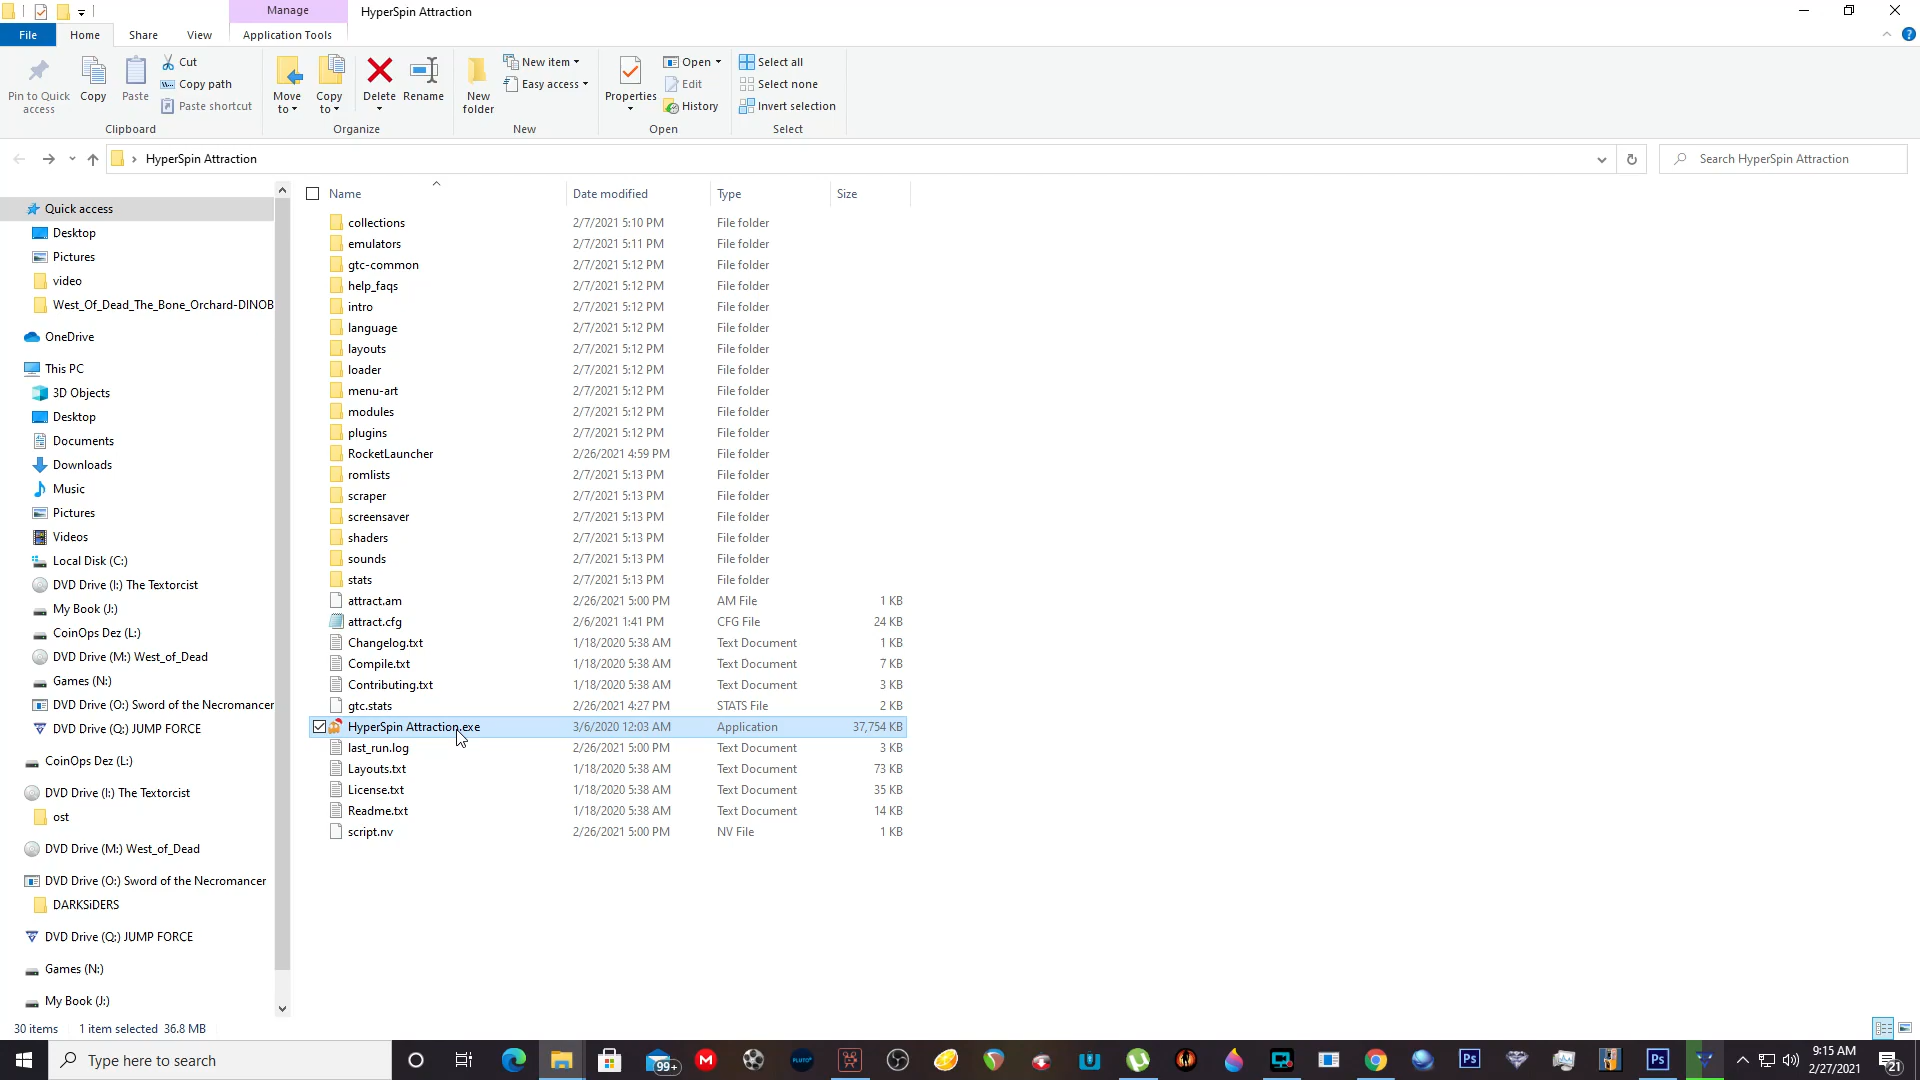 Manage
HyperSpin Attraction
File
Home
Share
View
Application Tools
Pin to Quick access
Copy
Paste
Cut
Copy path
Paste shortcut
Move to
Copy to
Delete
Rename
New folder
New item
Easy access
Properties
Open
Edit
History
Select all
Select none
Invert selection
Clipboard
Organize
New
Open
Select
HyperSpin Attraction
Search HyperSpin Attraction
Quick access
Desktop
Pictures
video
West_Of_Dead_The_Bone_Orchard-DINOB
OneDrive
This PC
3D Objects
Desktop
Documents
Downloads
Music
Pictures
Videos
Local Disk (C:)
DVD Drive (I:) The Textorcist
My Book (J:)
CoinOps Dez (L:)
DVD Drive (M:) West_of_Dead
Games (N:)
DVD Drive (O:) Sword of the Necromancer
DVD Drive (Q:) JUMP FORCE
CoinOps Dez (L:)
DVD Drive (I:) The Textorcist
ost
DVD Drive (M:) West_of_Dead
DVD Drive (O:) Sword of the Necromancer
DARKSiDERS
DVD Drive (Q:) JUMP FORCE
Games (N:)
My Book (J:)
Name Date modified Type Size
collections 2/7/2021 5:10 PM File folder
emulators 2/7/2021 5:11 PM File folder
gtc-common 2/7/2021 5:12 PM File folder
help_faqs 2/7/2021 5:12 PM File folder
intro 2/7/2021 5:12 PM File folder
language 2/7/2021 5:12 PM File folder
layouts 2/7/2021 5:12 PM File folder
loader 2/7/2021 5:12 PM File folder
menu-art 2/7/2021 5:12 PM File folder
modules 2/7/2021 5:12 PM File folder
plugins 2/7/2021 5:12 PM File folder
RocketLauncher 2/26/2021 4:59 PM File folder
romlists 2/7/2021 5:13 PM File folder
scraper 2/7/2021 5:13 PM File folder
screensaver 2/7/2021 5:13 PM File folder
shaders 2/7/2021 5:13 PM File folder
sounds 2/7/2021 5:13 PM File folder
stats 2/7/2021 5:13 PM File folder
attract.am 2/26/2021 5:00 PM AM File 1 KB
attract.cfg 2/6/2021 1:41 PM CFG File 24 KB
Changelog.txt 1/18/2020 5:38 AM Text Document 1 KB
Compile.txt 1/18/2020 5:38 AM Text Document 7 KB
Contributing.txt 1/18/2020 5:38 AM Text Document 3 KB
gtc.stats 2/26/2021 4:27 PM STATS File 2 KB
HyperSpin Attraction.exe 3/6/2020 12:03 AM Application 37,754 KB
last_run.log 2/26/2021 5:00 PM Text Document 3 KB
Layouts.txt 1/18/2020 5:38 AM Text Document 73 KB
License.txt 1/18/2020 5:38 AM Text Document 35 KB
Readme.txt 1/18/2020 5:38 AM Text Document 14 KB
script.nv 2/26/2021 5:00 PM NV File 1 KB
30 items 1 item selected 36.8 MB
Type here to search
99+
M
Ps
Ps
9:15 AM
2/27/2021
21